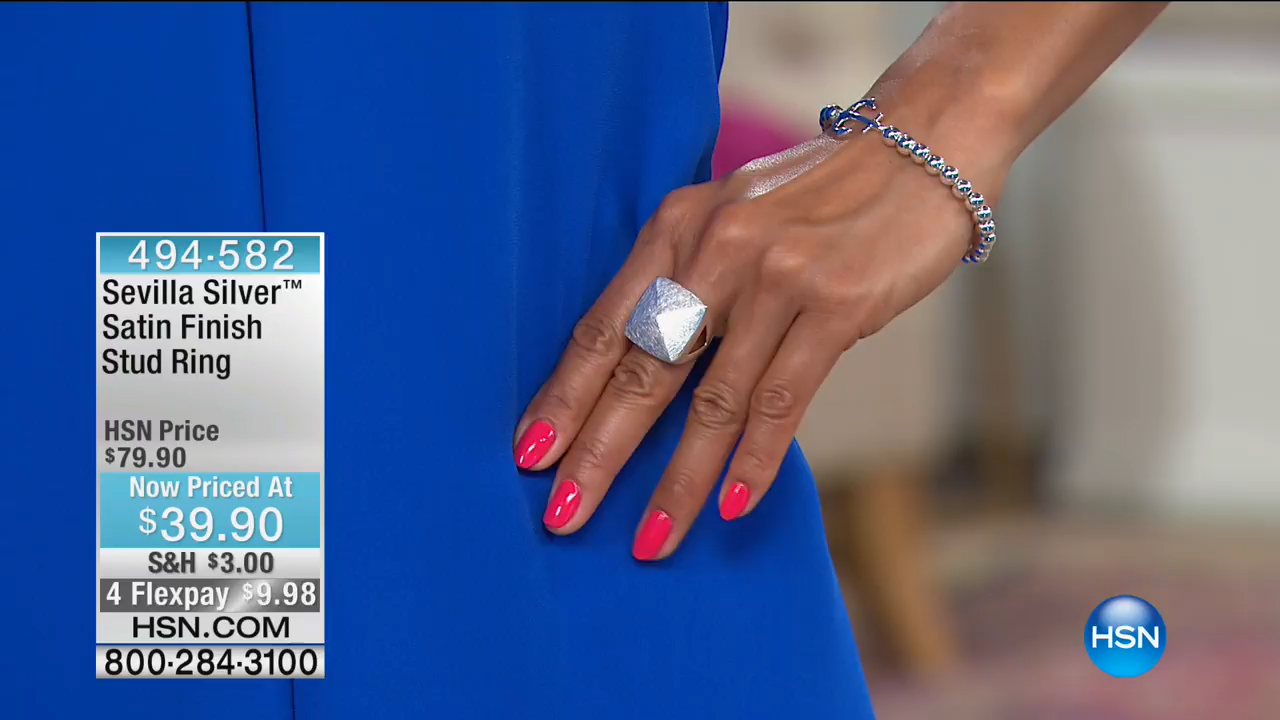 494·582
Sevilla Silver™
Satin Finish
Stud Ring
HSN Price
$79.90
Now Priced At
$39.90
S&H $3.00
4 Flexpay $9.98
HSN.COM
800·284·3100
HSN